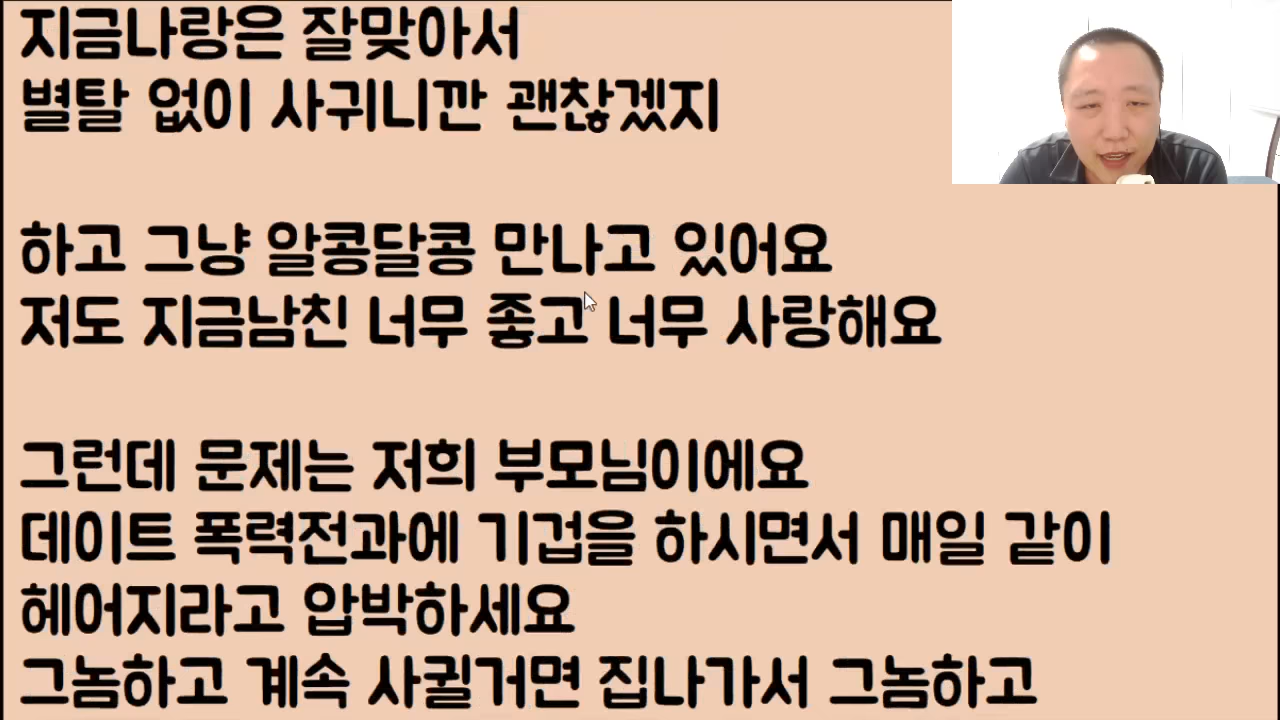 지금나랑은 잘맞아서
별탈 없이 사귀니깐 괜찮겠지
하고 그냥 알콩달콩 만나고 있어요
저도 지금남친 너무 좋고 너무 사랑해요
그런데 문제는 저희 부모님이에요
데이트 폭력전과에 기겁을 하시면서 매일 같이
헤어지라고 압박하세요
그놈하고 계속 사귈거면 집나가서 그놈하고